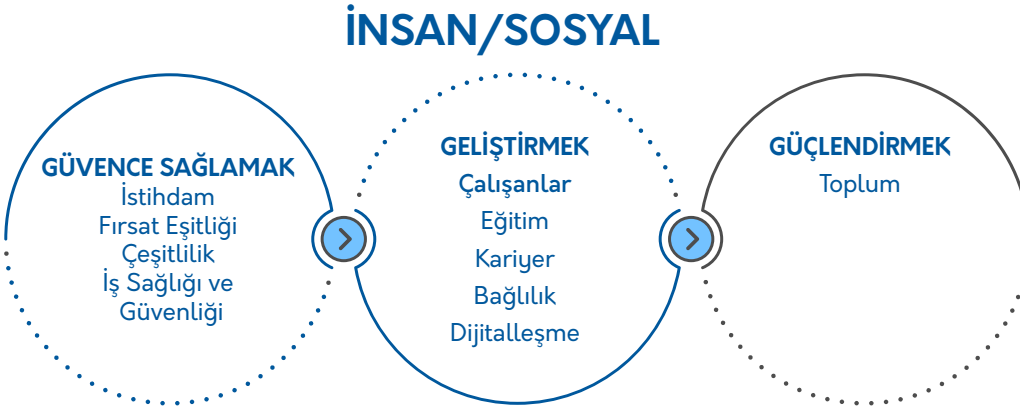 İNSAN/SOSYAL
GÜVENCE SAĞLAMAK
İstihdam
Fırsat Eşitliği
Çeşitlilik
İş Sağlığı ve
Güvenliği
GELİŞTİRMEK
Çalışanlar
Eğitim
Kariyer
Bağlılık
Dijitalleşme
GÜÇLENDİRMEK
Toplum